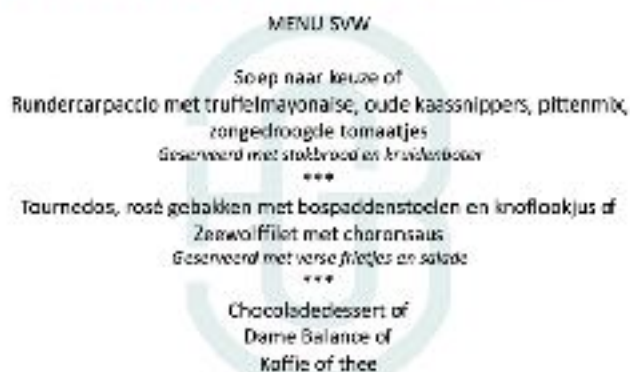 MENU SVW
Soep naar keuze of
Rundercarpaccio met truffelmayonaise, oude kaassnippers, pittenmix,
zongedroogde tomaatjes
Geserveerd met stokbrood en kruidenboter
***
Tournedos, rosé gebakken met bospaddenstoelen en knoflookjus of
Zeewolffilet met choronsaus
Geserveerd met verse frietjes en salade
***
Chocoladedessert of
Dame Balance of
Koffie of thee